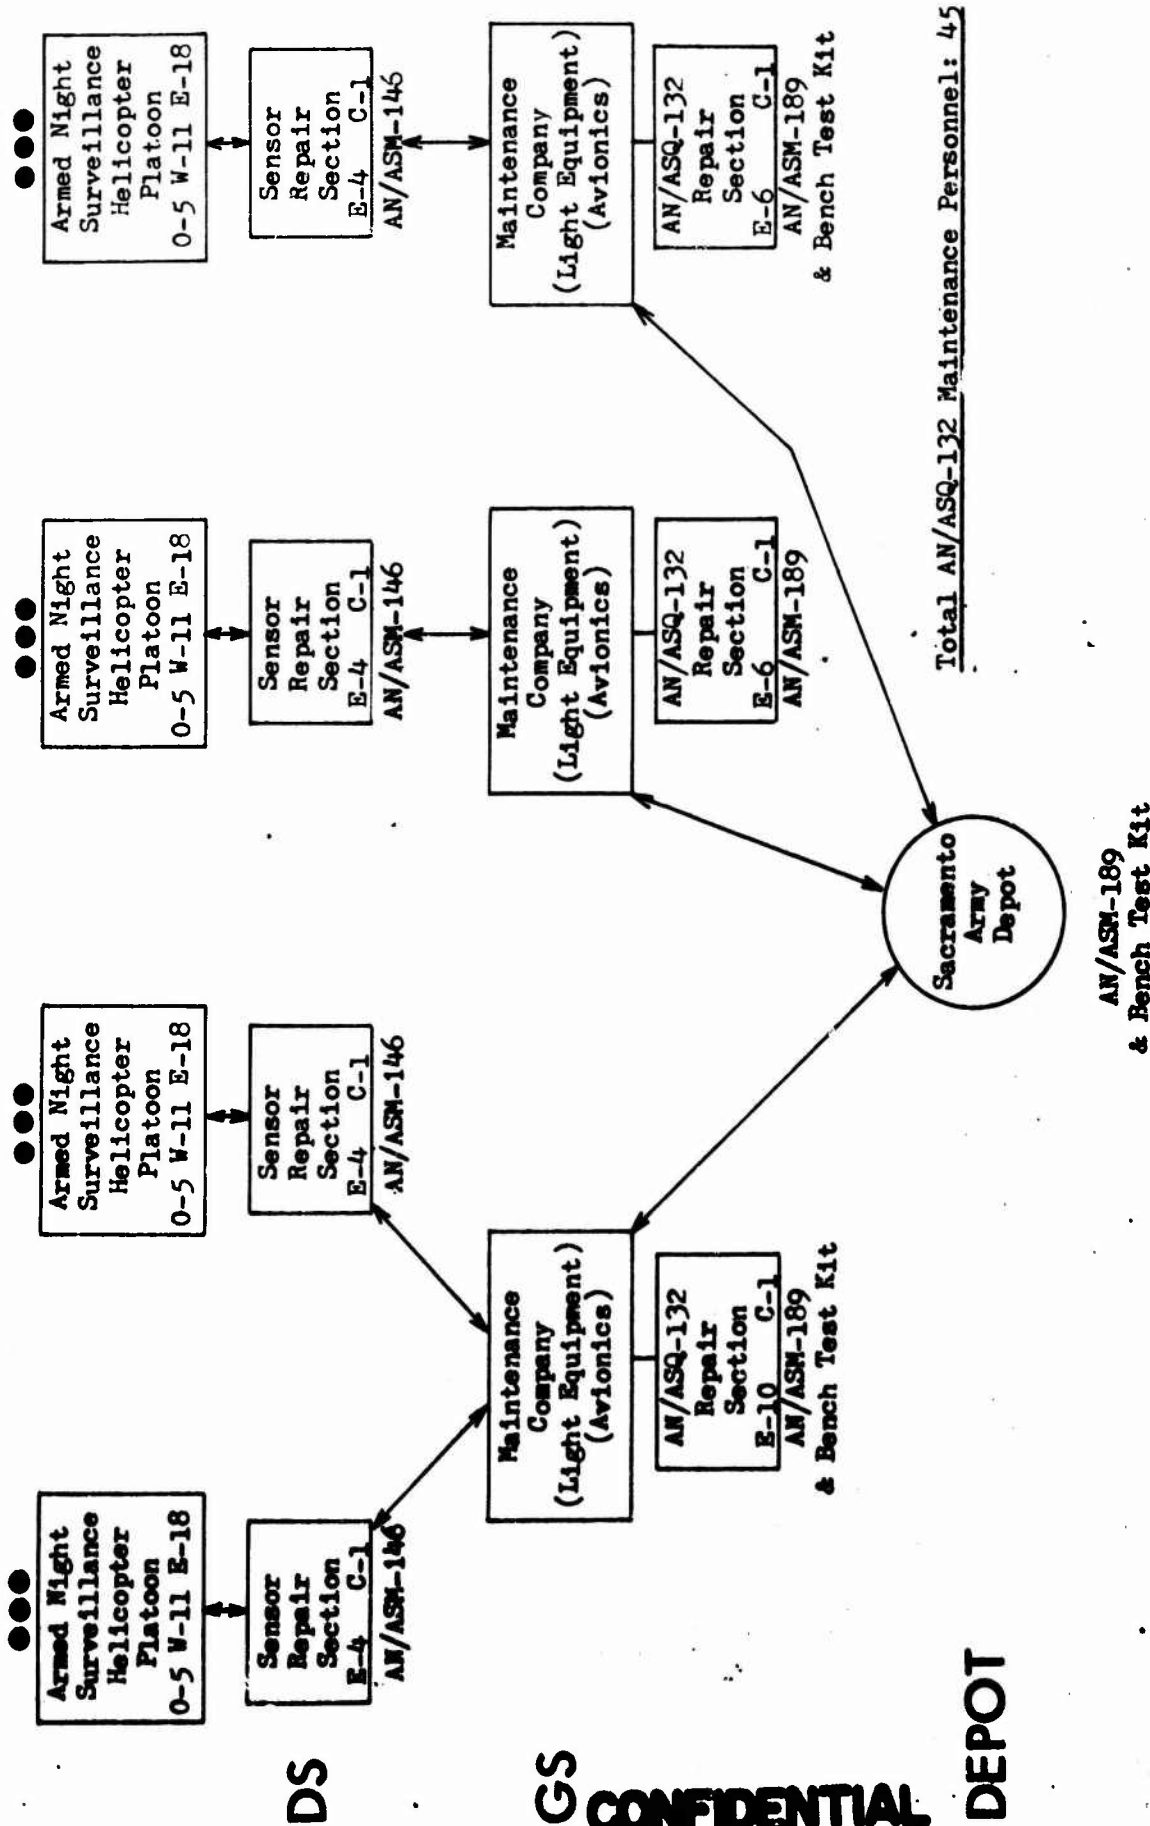 Armed Night
Surveillance
Helicopter
Platoon
O-5 W-11 E-18
Armed Night
Surveillance
Helicopter
Platoon
O-5 W-11 E-18
Armed Night
Surveillance
Helicopter
Platoon
O-5 W-11 E-18
Armed Night
Surveillance
Helicopter
Platoon
O-5 W-11 E-18
DS
Sensor
Repair
Section
E-4 C-1
AN/ASM-146
Sensor
Repair
Section
E-4 C-1
AN/ASM-146
Sensor
Repair
Section
E-4 C-1
AN/ASM-146
Sensor
Repair
Section
E-4 C-1
AN/ASM-146
GS
Maintenance
Company
(Light Equipment)
(Avionics)
Maintenance
Company
(Light Equipment)
(Avionics)
Maintenance
Company
(Light Equipment)
(Avionics)
CONFIDENTIAL
AN/ASQ-132
Repair
Section
E-10 C-1
AN/ASM-189
& Bench Test Kit
AN/ASQ-132
Repair
Section
E-6 C-1
AN/ASM-189
AN/ASQ-132
Repair
Section
E-6 C-1
AN/ASM-189
& Bench Test Kit
DEPOT
Sacramento
Army
Depot
AN/ASM-189
& Bench Test Kit
Total AN/ASQ-132 Maintenance Personnel: 45